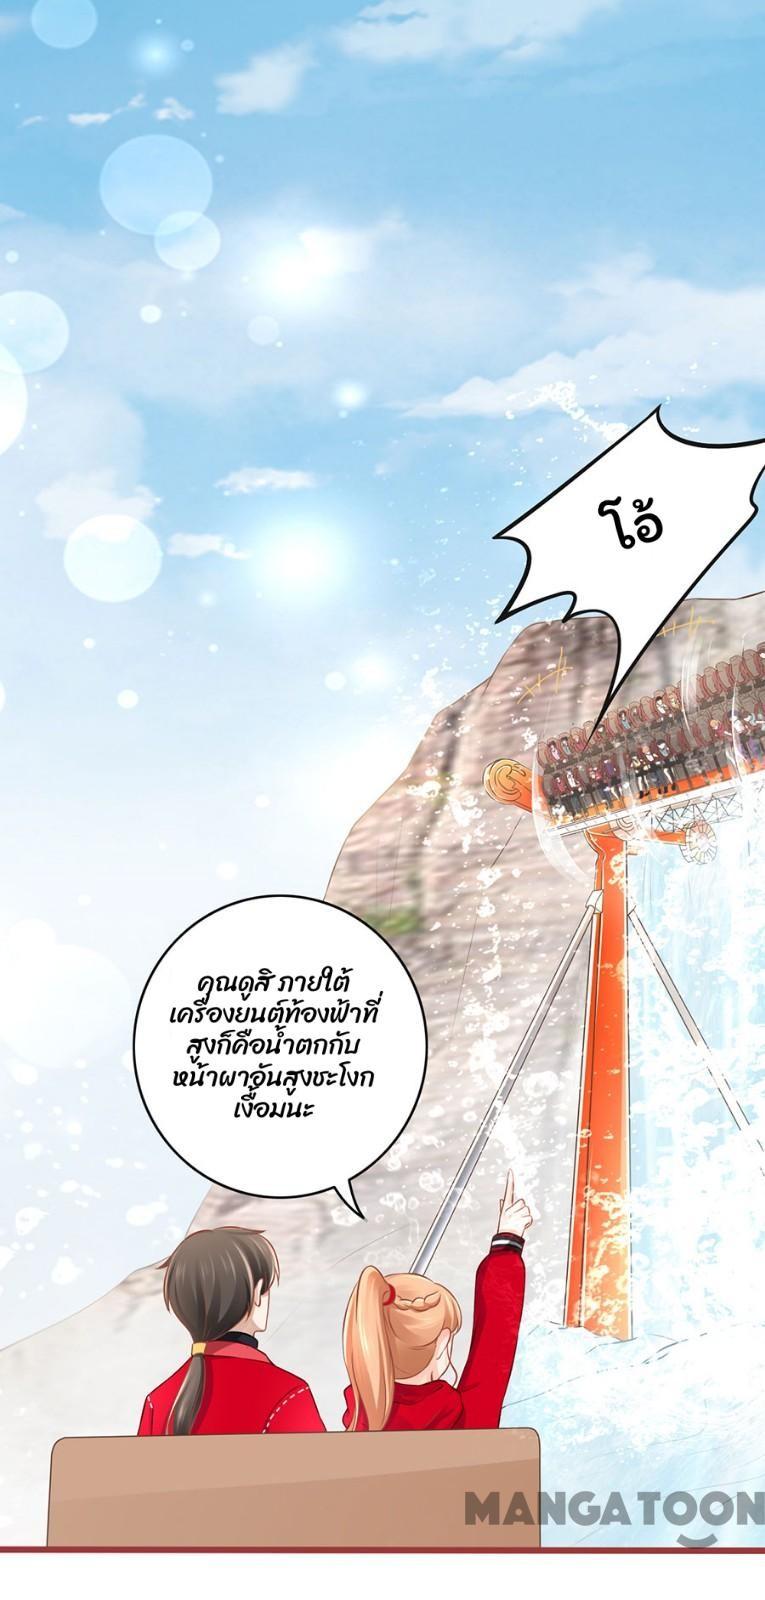 โอ้
คุณดูสิ ภายใต้
เครื่องยนต์ท้องฟ้าที่
สูงก็คือน้ำตกกับ
หน้าผาอันสูงชะโงก
เงื้อมนะ
MANGATOON